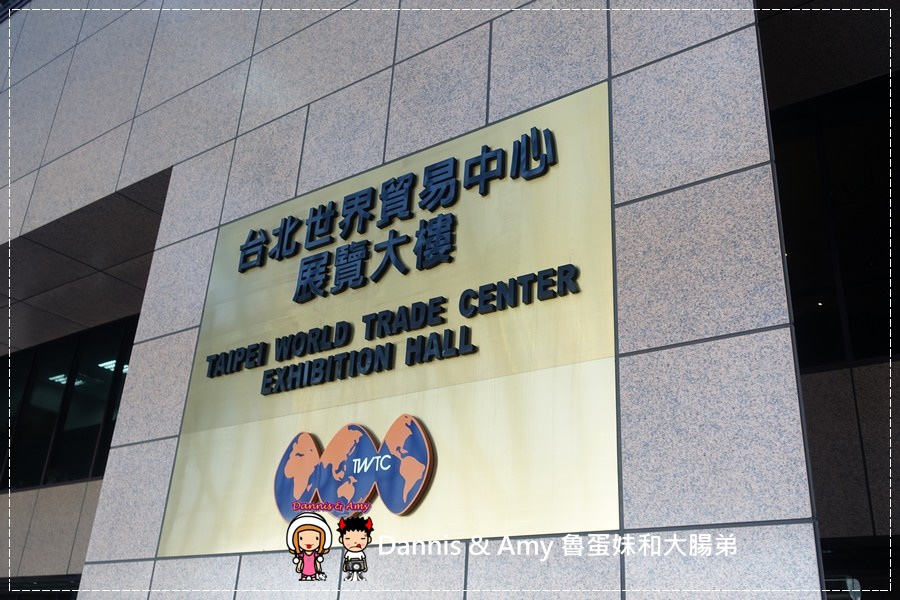 台北世界貿易中心
展覽大樓
TAIPEI WORLD TRADE CENTER
EXHIBITION HALL
TWTC
Dannis & Amy
Dannis & Amy 魯蛋妹和大腸弟